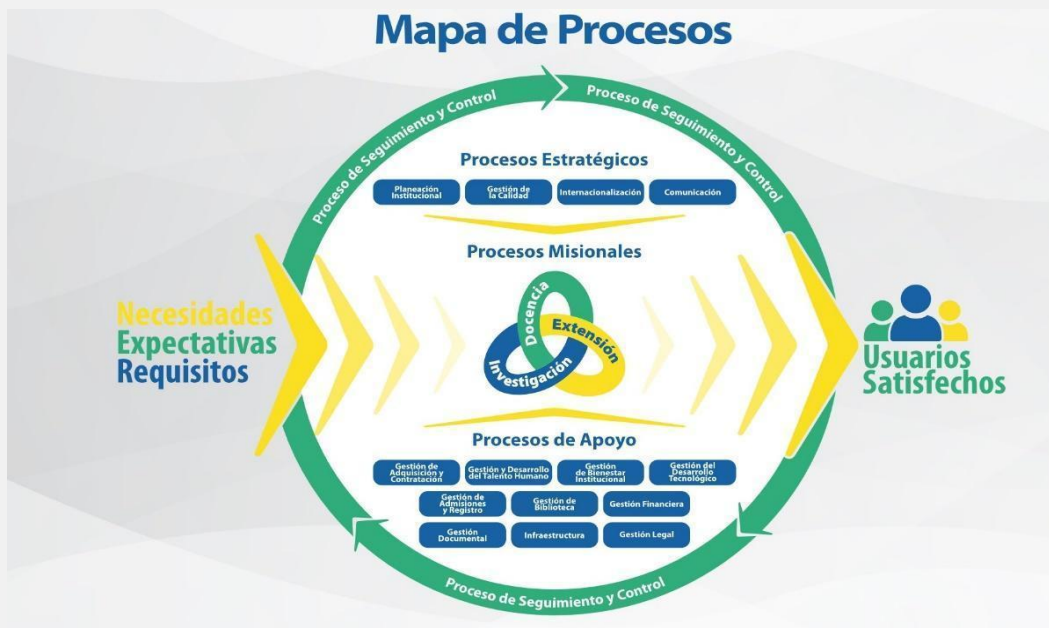 Mapa de Procesos
Proceso de Seguimiento y Control
Proceso de Seguimiento y Control
Procesos Estratégicos
Planeación
Institucional
Gestión de
la Calidad
Internacionalización
Comunicación
Procesos Misionales
Necesidades
Expectativas
Requisitos
Docencia
Extensión
Investigación
Usuarios
Satisfechos
Procesos de Apoyo
Gestión de
Adquisición y
Contratación
Gestión y Desarrollo
del Talento Humano
Gestión
de Bienestar
Institucional
Gestión del
Desarrollo
Tecnológico
Gestión de
Admisiones
y Registro
Gestión de
Biblioteca
Gestión Financiera
Gestión
Documental
Infraestructura
Gestión Legal
Proceso de Seguimiento y Control